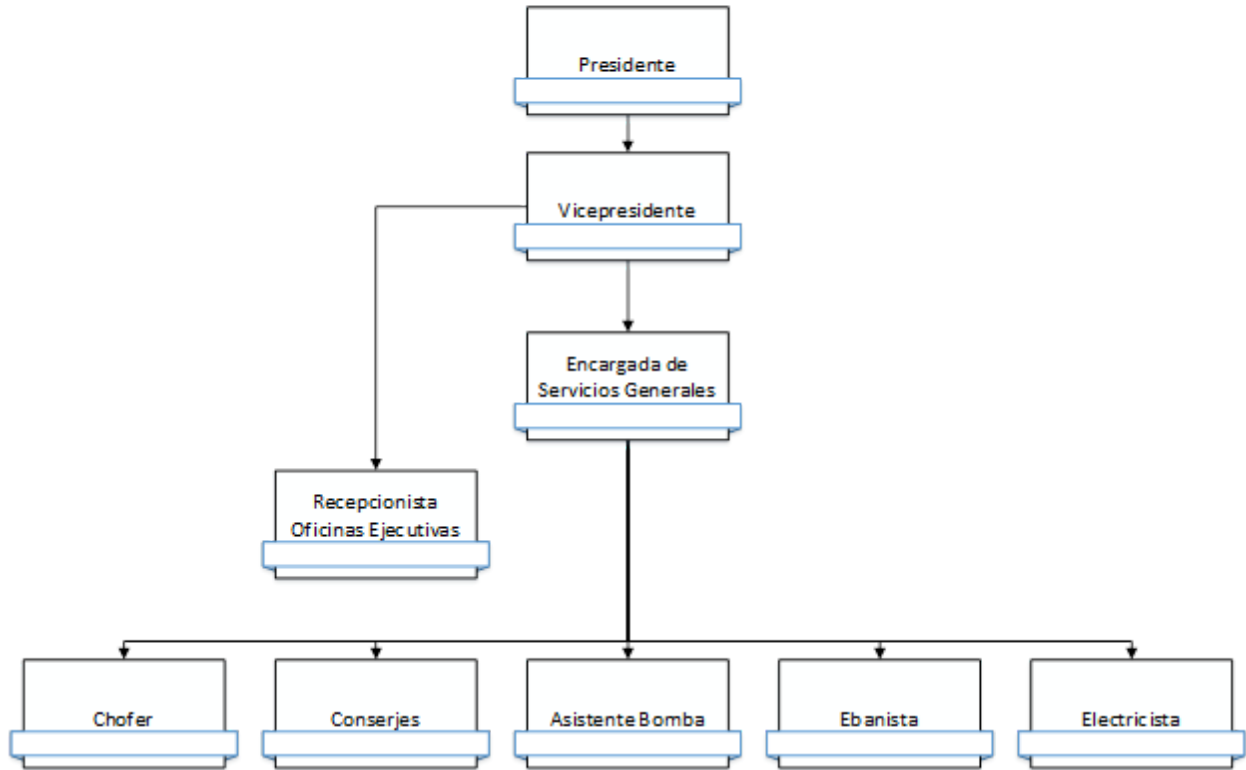 Presidente
Vicepresidente
Encargada de
Servicios Generales
Recepcionista
Oficinas Ejecutivas
Chofer
Conserjes
Asistente Bomba
Ebanista
Electricista